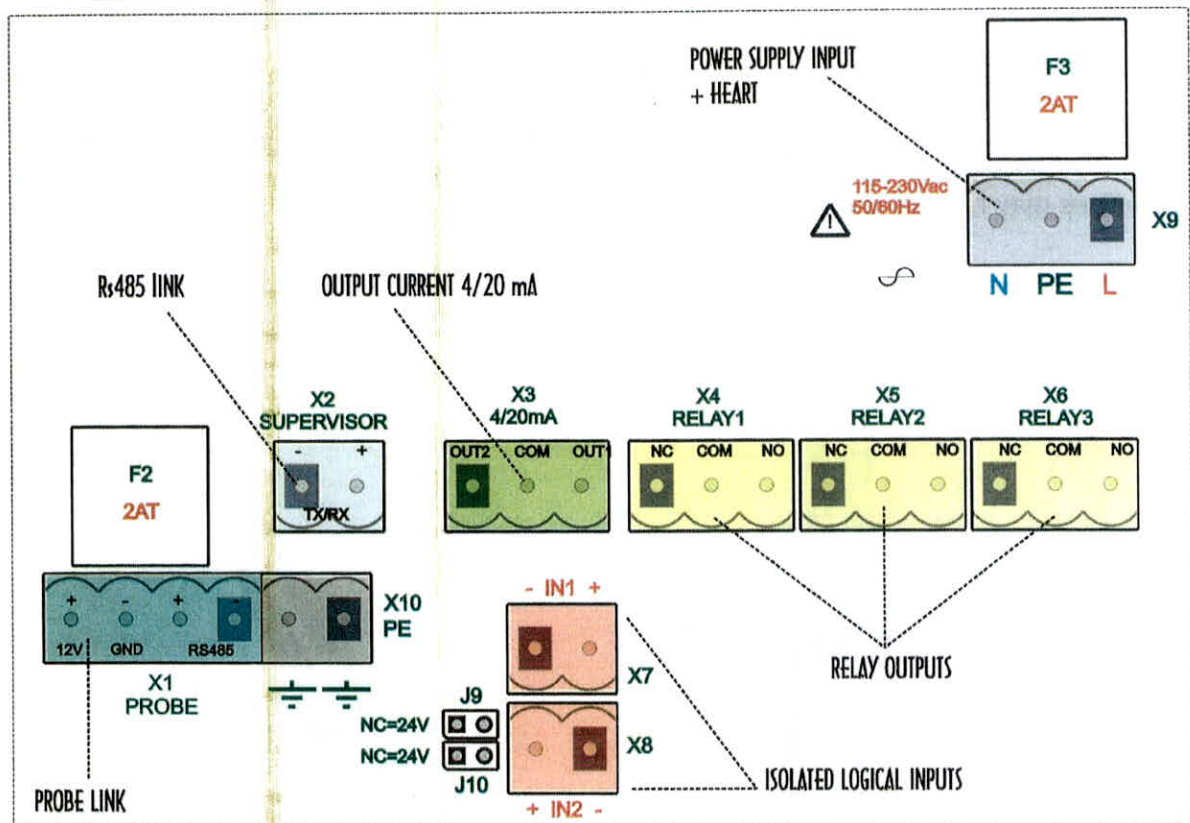 POWER SUPPLY INPUT
+ HEART
F3
2AT
115-230Vac
50/60Hz
X9
N PE L
Rs485 lINK
OUTPUT CURRENT 4/20 mA
X2
SUPERVISOR
X3
4/20mA
X4
RELAY1
X5
RELAY2
X6
RELAY3
F2
2AT
- +
TX/RX
OUT2 COM OUT1
NC COM NO
NC COM NO
NC COM NO
+ - + -
12V GND RS485
X10
PE
X1
PROBE
- IN1 +
X7
RELAY OUTPUTS
J9
NC=24V
NC=24V
J10
X8
+ IN2 -
ISOLATED LOGICAL INPUTS
PROBE LINK